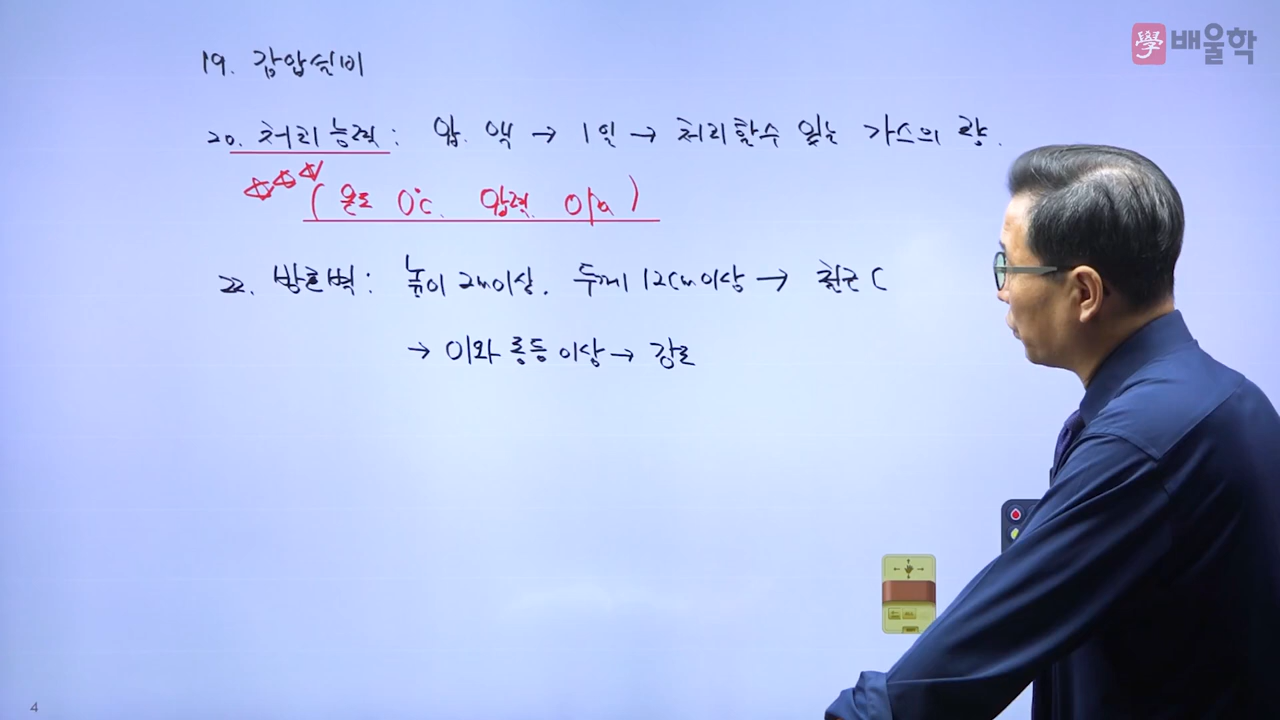 學 배울학
19. 감압설비
20. 처리능력: 압. 액 → 1일 → 처리할수 있는 가스의 량.
☆☆☆ (온도 0℃. 압력. 0Pa)
22. 방호벽: 높이 2m이상. 두께 12Cm이상 → 철근 C
→ 이와 동등 이상 → 강도
4